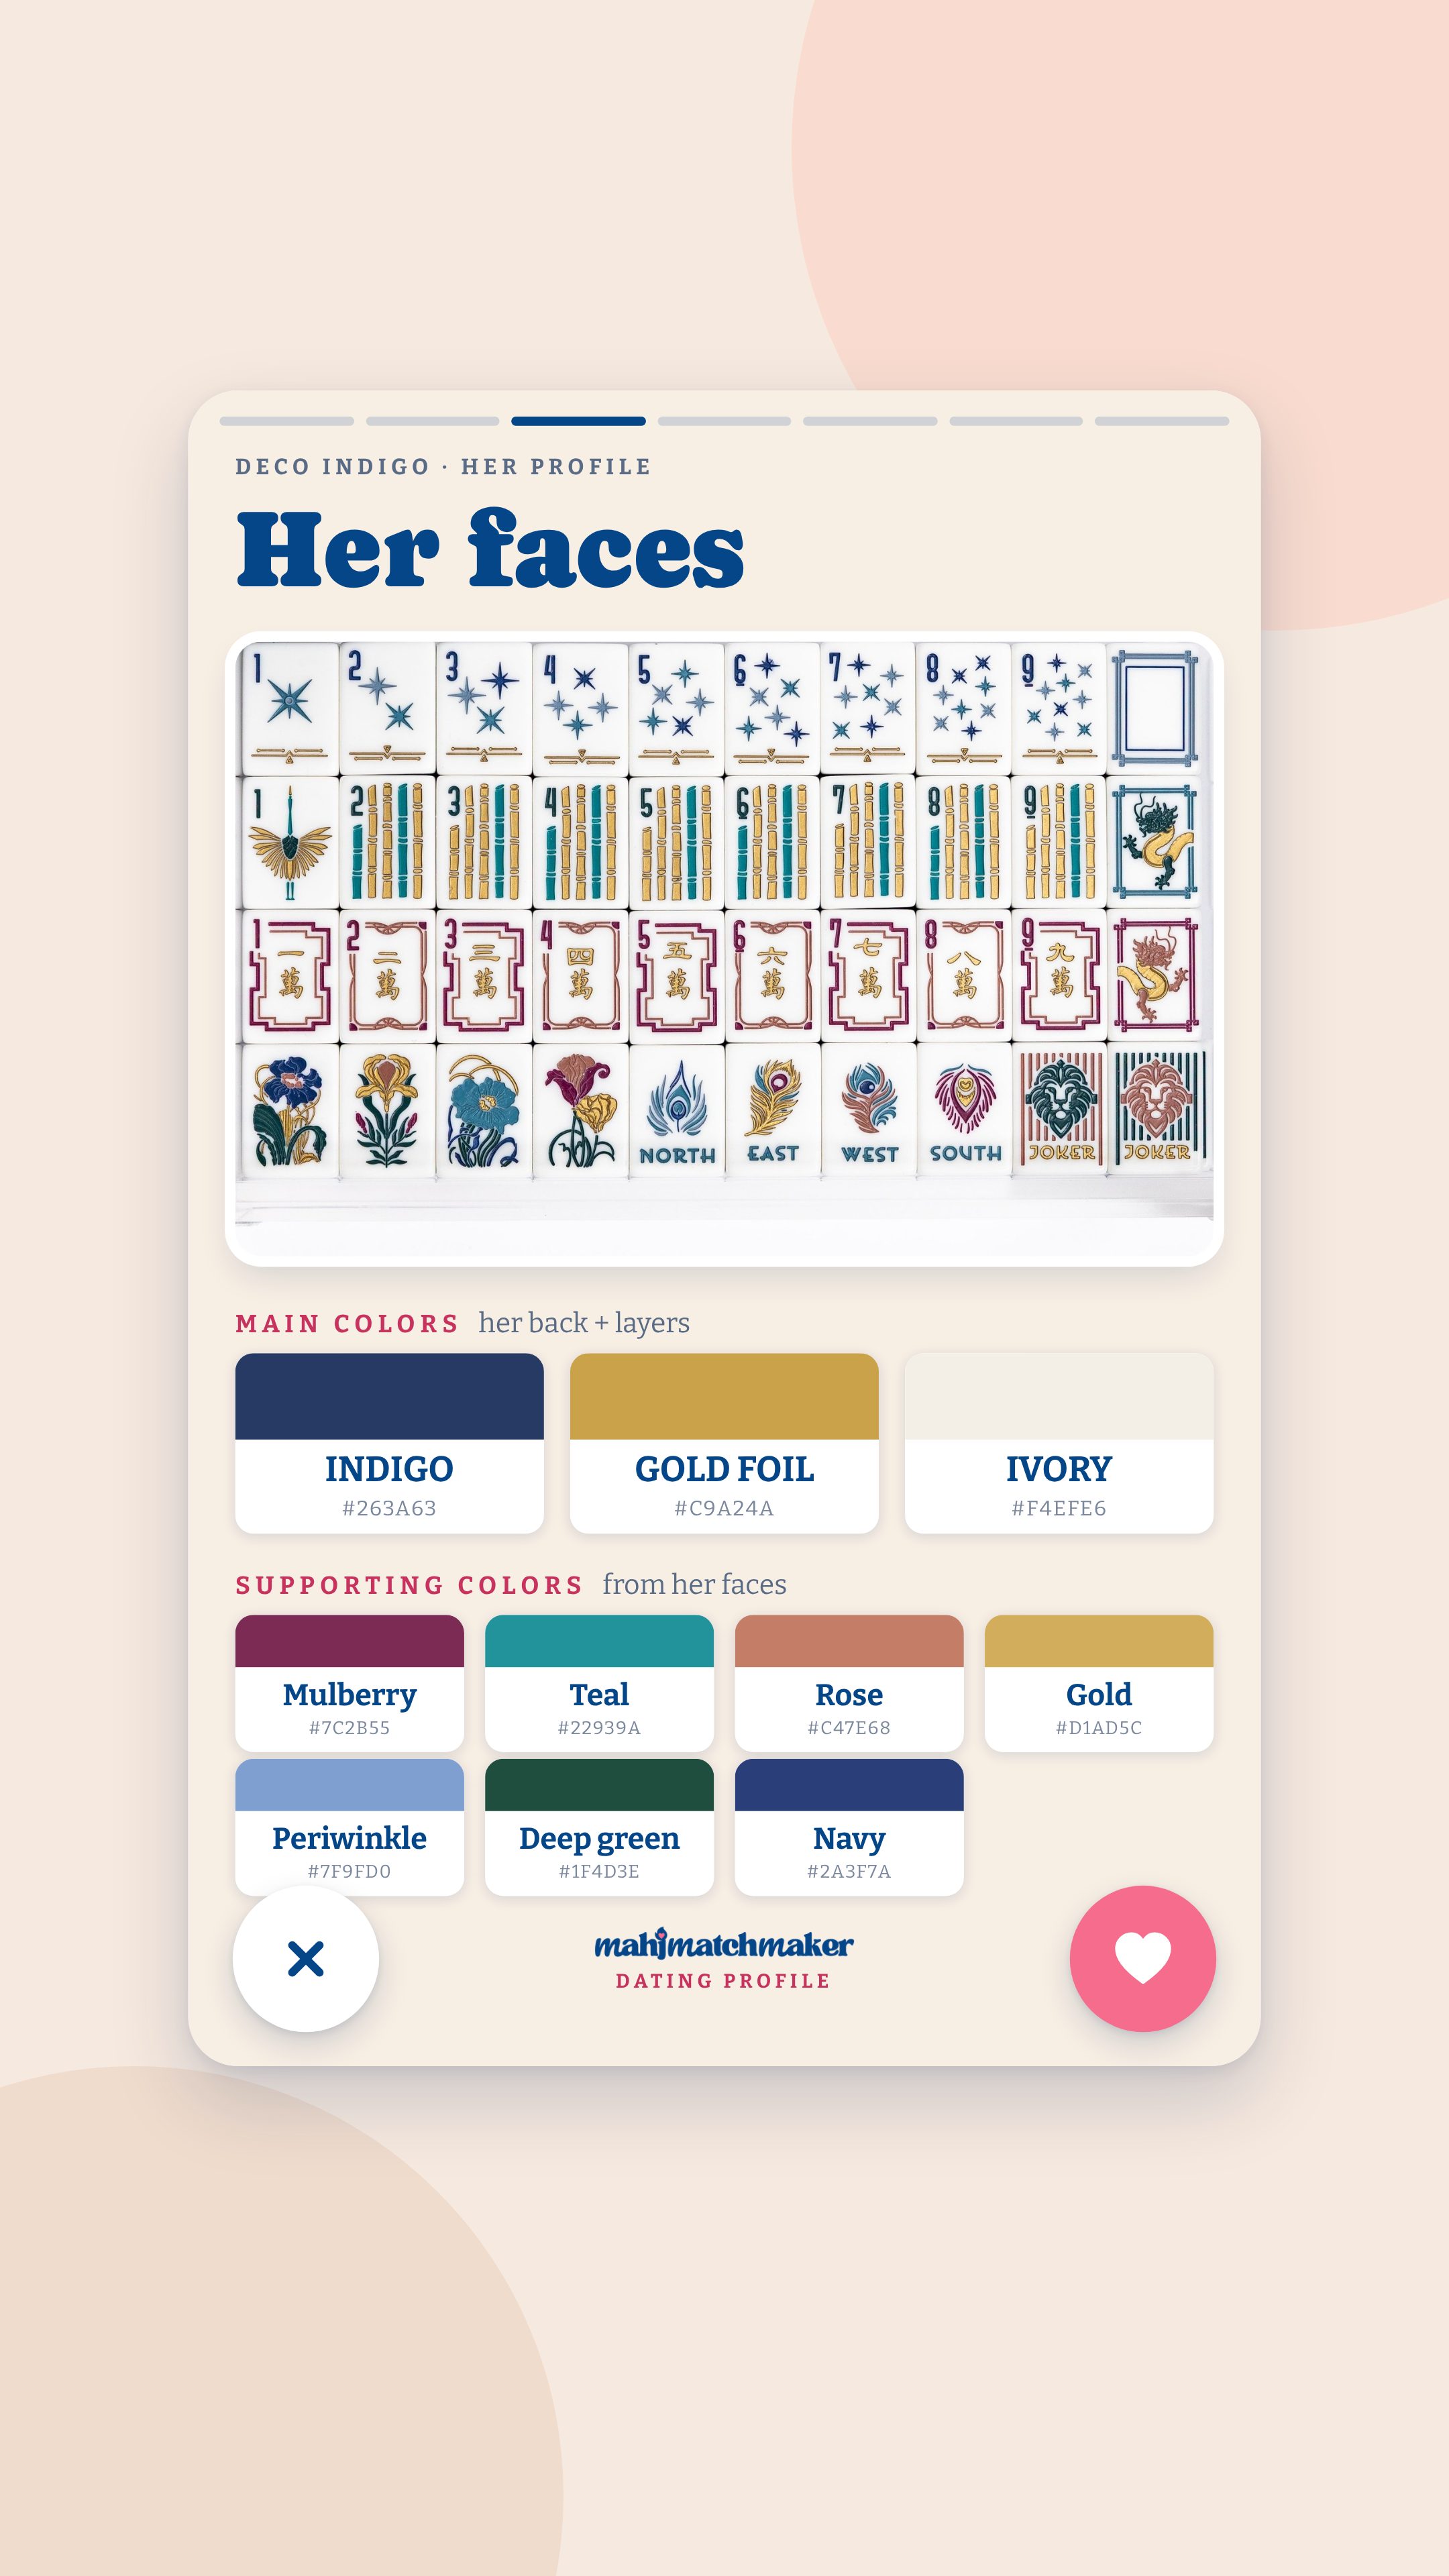 DECO INDIGO · HER PROFILE
Her faces
1 2 3 4 5 6 7 8 9
1 2 3 4 5 6 7 8 9
1 2 3 4 5 6 7 8 9
一 二 三 四 五 六 七 八 九
萬 萬 萬 萬 萬 萬 萬 萬 萬
NORTH EAST WEST SOUTH JOKER JOKER
MAIN COLORS her back + layers
INDIGO GOLD FOIL IVORY
#263A63 #C9A24A #F4EFE6
SUPPORTING COLORS from her faces
Mulberry Teal Rose Gold
#7C2B55 #22939A #C47E68 #D1AD5C
Periwinkle Deep green Navy
#7F9FD0 #1F4D3E #2A3F7A
mahjmatchmaker
DATING PROFILE